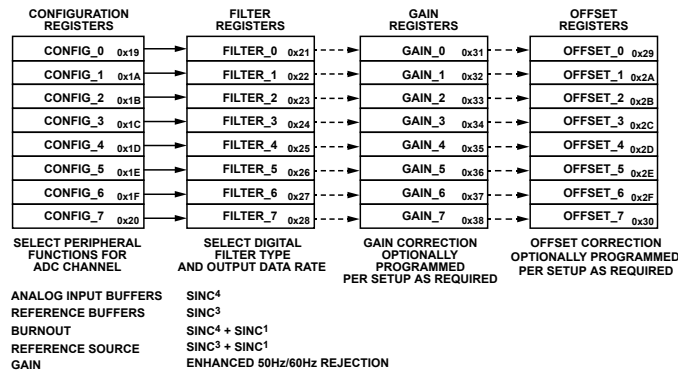 CONFIGURATION REGISTERS
FILTER REGISTERS
GAIN REGISTERS
OFFSET REGISTERS
CONFIG_0 0x19 FILTER_0 0x21 GAIN_0 0x31 OFFSET_0 0x29
CONFIG_1 0x1A FILTER_1 0x22 GAIN_1 0x32 OFFSET_1 0x2A
CONFIG_2 0x1B FILTER_2 0x23 GAIN_2 0x33 OFFSET_2 0x2B
CONFIG_3 0x1C FILTER_3 0x24 GAIN_3 0x34 OFFSET_3 0x2C
CONFIG_4 0x1D FILTER_4 0x25 GAIN_4 0x35 OFFSET_4 0x2D
CONFIG_5 0x1E FILTER_5 0x26 GAIN_5 0x36 OFFSET_5 0x2E
CONFIG_6 0x1F FILTER_6 0x27 GAIN_6 0x37 OFFSET_6 0x2F
CONFIG_7 0x20 FILTER_7 0x28 GAIN_7 0x38 OFFSET_7 0x30
SELECT PERIPHERAL
FUNCTIONS FOR
ADC CHANNEL
SELECT DIGITAL
FILTER TYPE
AND OUTPUT DATA RATE
GAIN CORRECTION
OPTIONALLY
PROGRAMMED
PER SETUP AS REQUIRED
OFFSET CORRECTION
OPTIONALLY PROGRAMMED
PER SETUP AS REQUIRED
ANALOG INPUT BUFFERS
REFERENCE BUFFERS
BURNOUT
REFERENCE SOURCE
GAIN
SINC4
SINC3
SINC4 + SINC1
SINC3 + SINC1
ENHANCED 50Hz/60Hz REJECTION